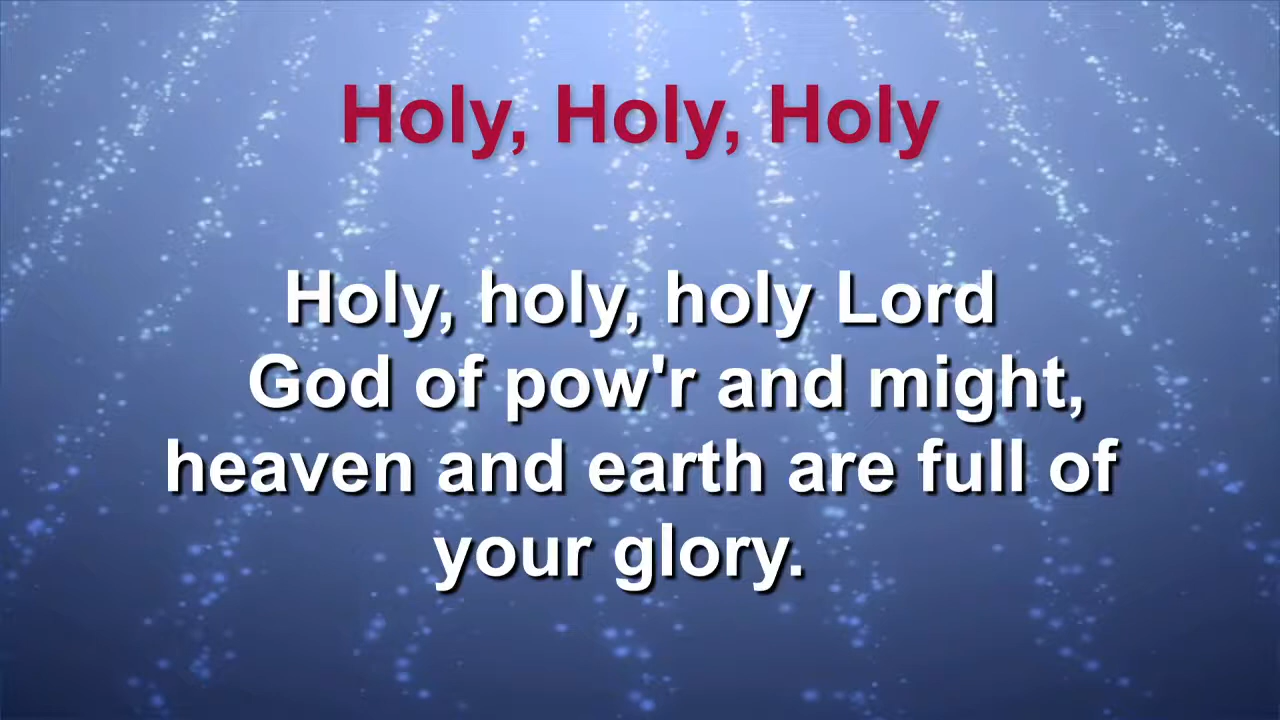 Holy, Holy, Holy
Holy, holy, holy Lord
God of pow'r and might,
heaven and earth are full of
your glory.